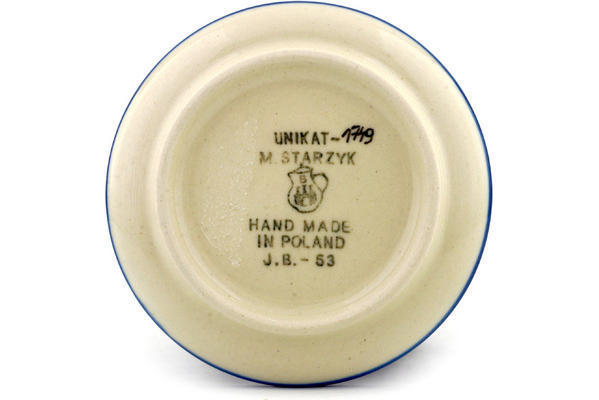 UNIKAT-1749
M. STARZYK
B
HAND MADE
IN POLAND
J.B.- 53